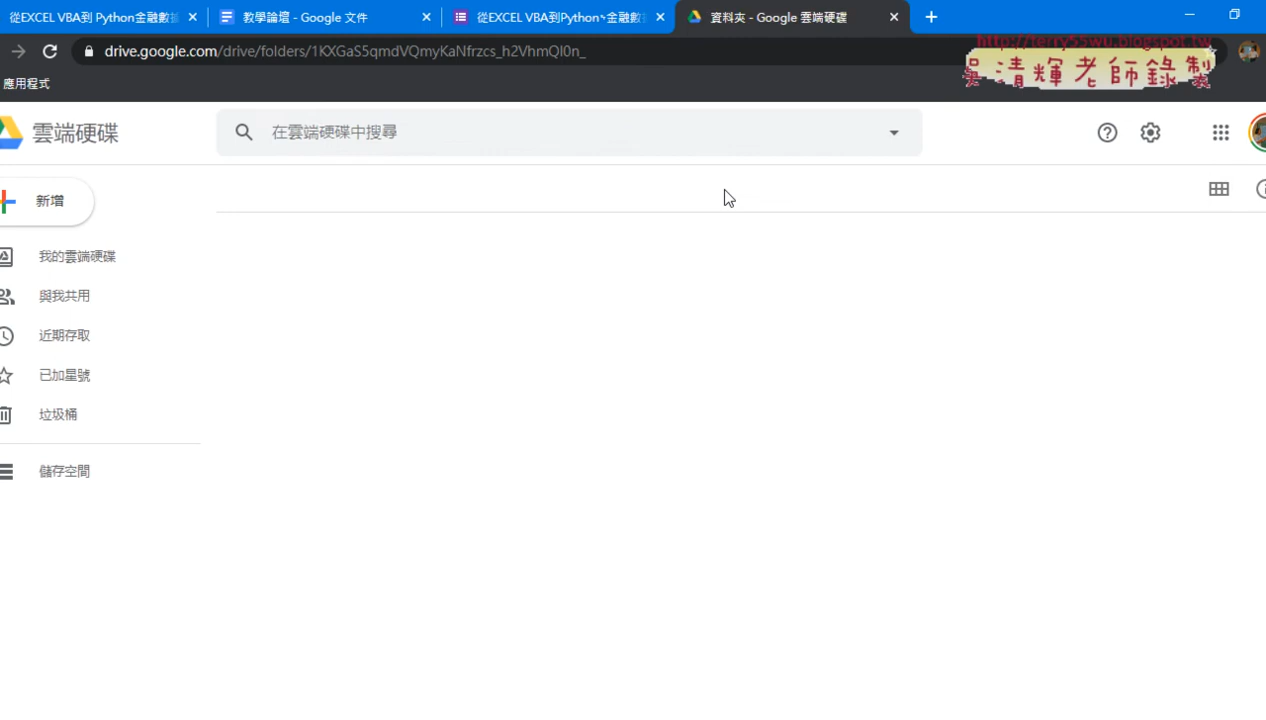 從EXCEL VBA到 Python金融數據
教學論壇 - Google 文件
從EXCEL VBA到Python、金融數據
資料夾 - Google 雲端硬碟
drive.google.com/drive/folders/1KXGaS5qmdVQmyKaNfrzcs_h2VhmQI0n_
http://terry55wu.blogspot.tw
吳清輝老師錄製
應用程式
雲端硬碟
在雲端硬碟中搜尋
新增
我的雲端硬碟
與我共用
近期存取
已加星號
垃圾桶
儲存空間